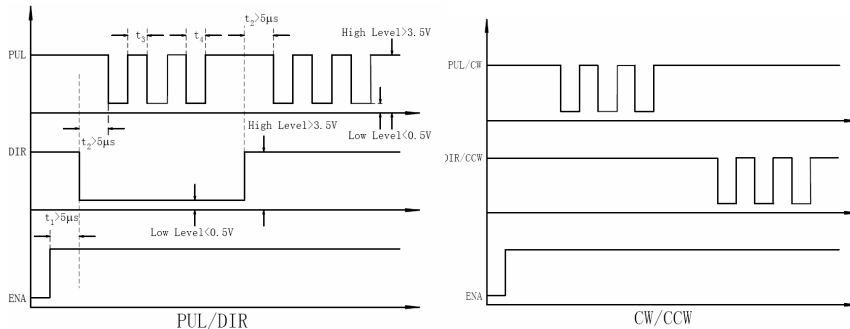 t2>5μs
High Level>3.5V
t3
t4
PUL
PUL/CW
Low Level<0.5V
t2>5μs
High Level>3.5V
DIR
DIR/CCW
t1>5μs
Low Level<0.5V
ENA
ENA
PUL/DIR
CW/CCW